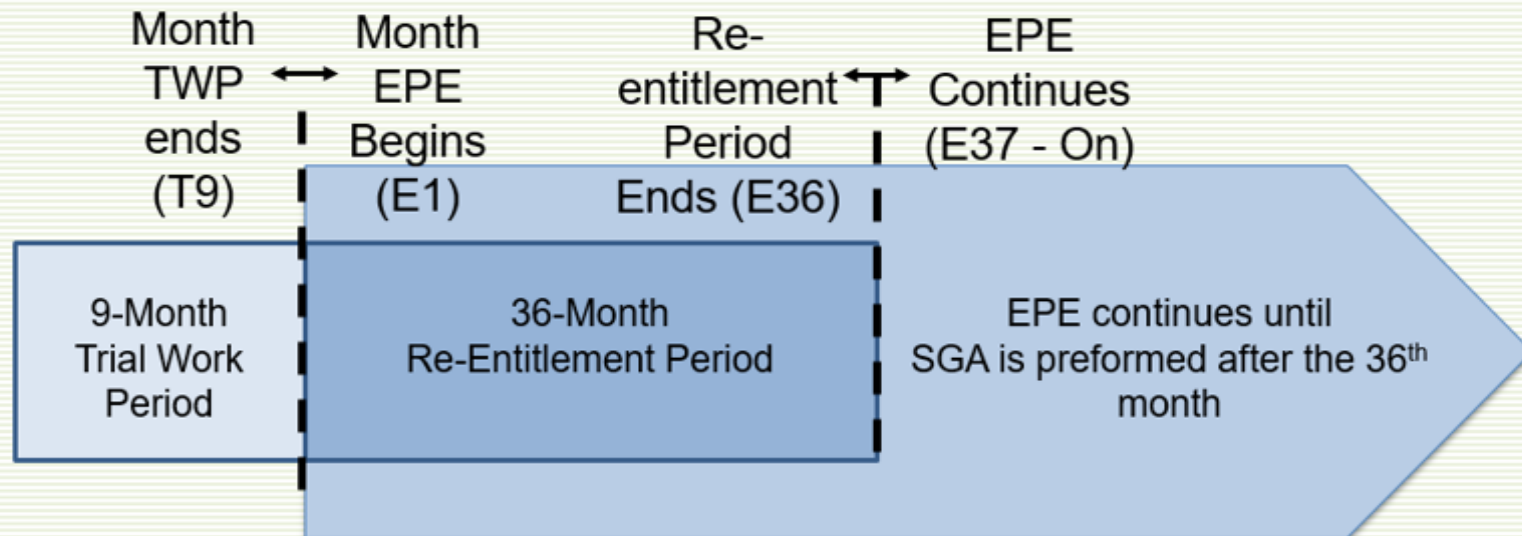 Month
TWP
ends
(T9)
Month
EPE
Begins
(E1)
Re-
entitlement
Period
Ends (E36)
EPE
Continues
(E37 - On)
9-Month
Trial Work
Period
36-Month
Re-Entitlement Period
EPE continues until
SGA is preformed after the 36th
month